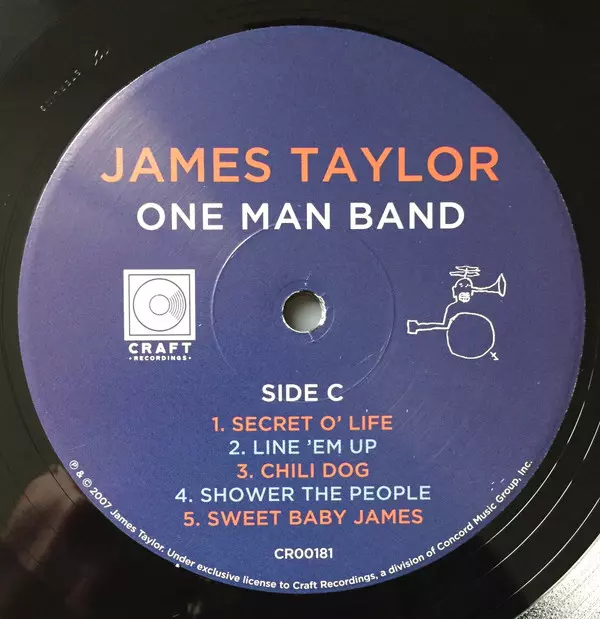 JAMES TAYLOR
ONE MAN BAND
CRAFT
• RECORDINGS •
SIDE C
1. SECRET O' LIFE
2. LINE 'EM UP
3. CHILI DOG
4. SHOWER THE PEOPLE
5. SWEET BABY JAMES
CR00181
℗ & © 2007 James Taylor. Under exclusive license to Craft Recordings, a division of Concord Music Group, Inc.